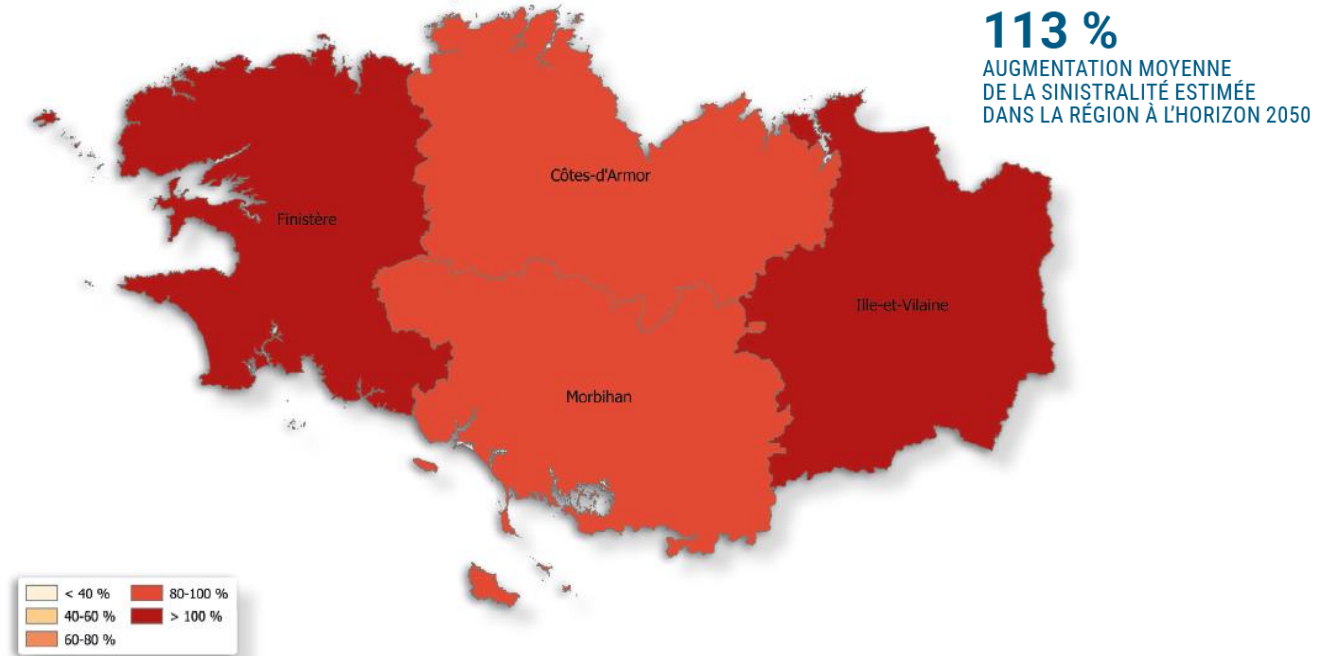 113 %
AUGMENTATION MOYENNE
DE LA SINISTRALITÉ ESTIMÉE
DANS LA RÉGION À L'HORIZON 2050
Côtes-d'Armor
Finistère
Ille-et-Vilaine
Morbihan
< 40 %
80-100 %
40-60 %
> 100 %
60-80 %